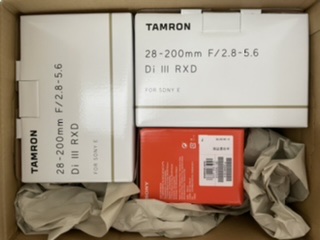 TAMRON
28-200mm F/2.8-5.6
Di III RXD
FOR SONY E
TAMRON
28-200mm F/2.8-5.6
Di III RXD
FOR SONY E
SONY